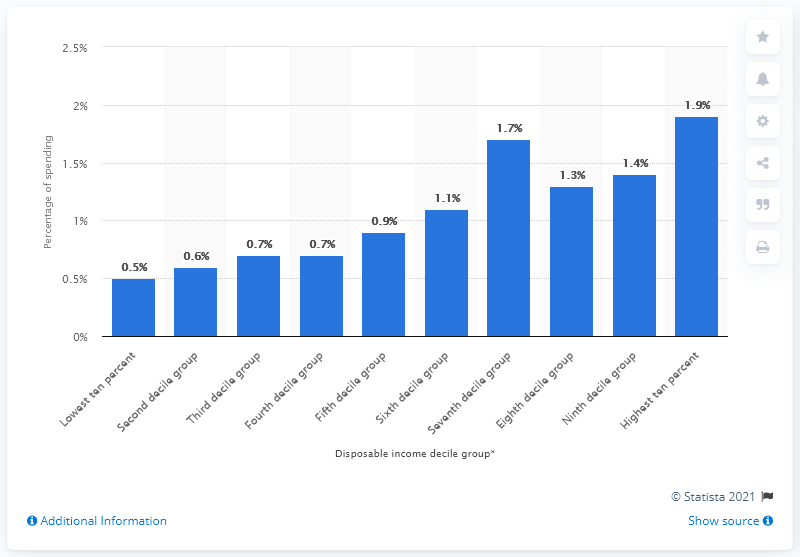 2.5%
2%
1.5%
1%
0.5%
0%
Percentage of spending
0.5%
0.6%
0.7%
0.7%
0.9%
1.1%
1.7%
1.3%
1.4%
1.9%
Lowest ten percent
Second decile group
Third decile group
Fourth decile group
Fifth decile group
Sixth decile group
Seventh decile group
Eighth decile group
Ninth decile group
Highest ten percent
Disposable income decile group*
© Statista 2021
Additional Information
Show source